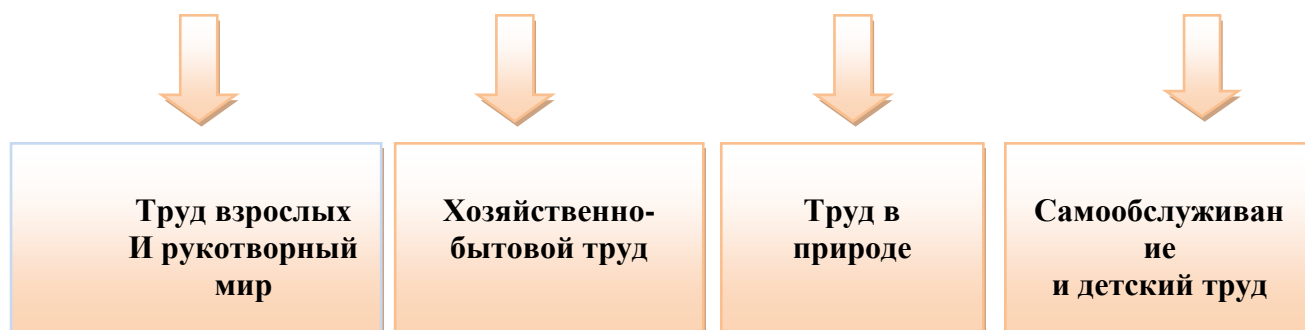 Труд взрослых
И рукотворный
мир
Хозяйственно-
бытовой труд
Труд в
природе
Самообслуживан
ие
и детский труд